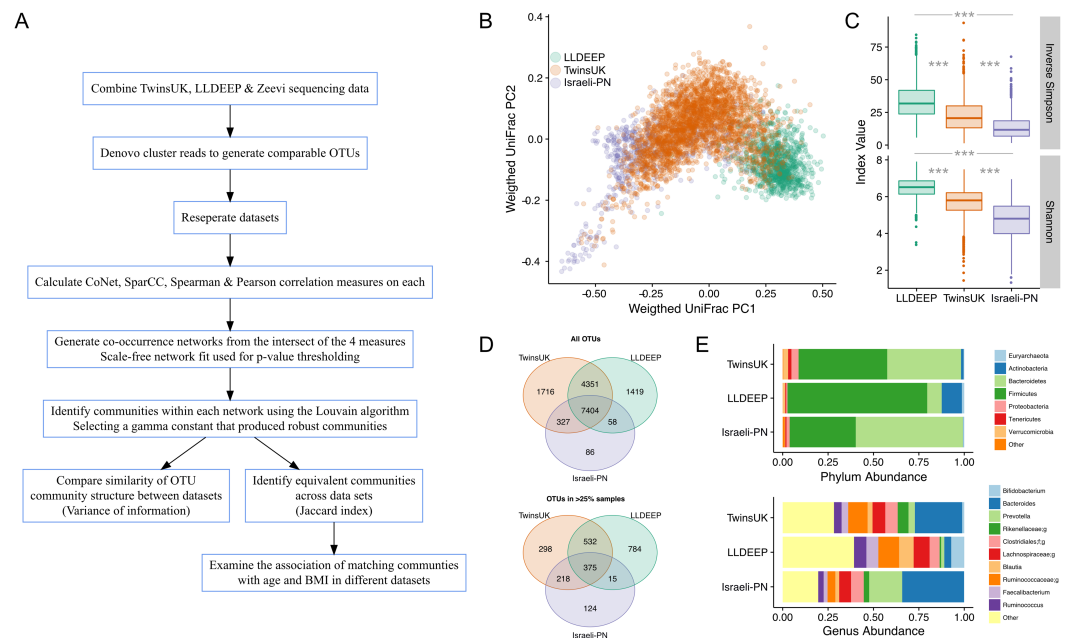 A
Combine TwinsUK, LLDEEP & Zeevi sequencing data
Denovo cluster reads to generate comparable OTUs
Reseperate datasets
Calculate CoNet, SparCC, Spearman & Pearson correlation measures on each
Generate co-occurrence networks from the intersect of the 4 measures
Scale-free network fit used for p-value thresholding
Identify communities within each network using the Louvain algorithm
Selecting a gamma constant that produced robust communities
Compare similarity of OTU
community structure between datasets
(Variance of information)
Identify equivalent communities
across data sets
(Jaccard index)
Examine the association of matching communties
with age and BMI in different datasets
B
LLDEEP
TwinsUK
Israeli-PN
Weigthed UniFrac PC2
0.4
0.2
0.0
-0.2
-0.4
-0.50
-0.25
0.00
0.25
0.50
Weigthed UniFrac PC1
C
Index Value
***
***
***
75
50
25
0
Inverse Simpson
***
***
***
8
6
4
2
Shannon
LLDEEP
TwinsUK
Israeli-PN
D
All OTUs
TwinsUK
LLDEEP
1716
4351
1419
7404
327
58
86
Israeli-PN
OTUs in >25% samples
TwinsUK
LLDEEP
298
532
784
375
218
15
124
Israeli-PN
E
TwinsUK
LLDEEP
Israeli-PN
0.00
0.25
0.50
0.75
1.00
Phylum Abundance
Euryarchaeota
Actinobacteria
Bacteroidetes
Firmicutes
Proteobacteria
Tenericutes
Verrucomicrobia
Other
TwinsUK
LLDEEP
Israeli-PN
0.00
0.25
0.50
0.75
1.00
Genus Abundance
Bifidobacterium
Bacteroides
Prevotella
Rikenellaceae;g
Clostridiales;f;g
Lachnospiraceae;g
Blautia
Ruminococcaceae;g
Faecalibacterium
Ruminococcus
Other